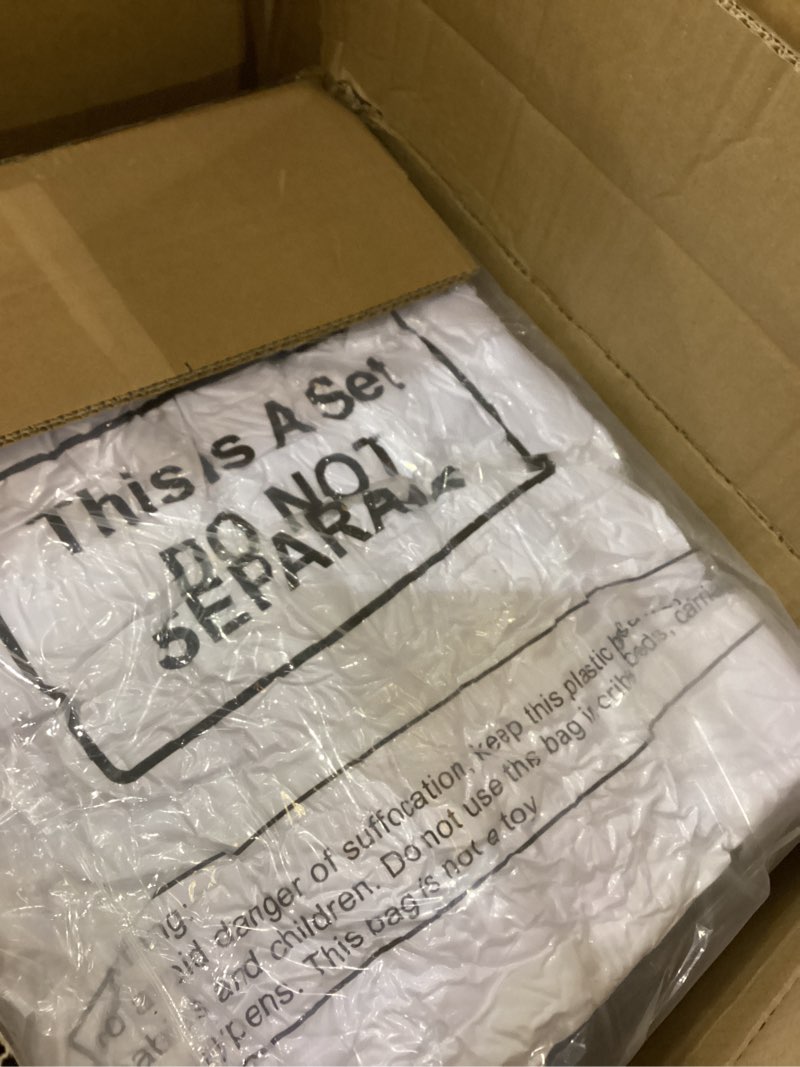 This is A Set
DO NOT
SEPARATE
danger of suffocation, keep this plastic
and children. Do not use this bag in cribs, beds,
pens. This bag is not a toy